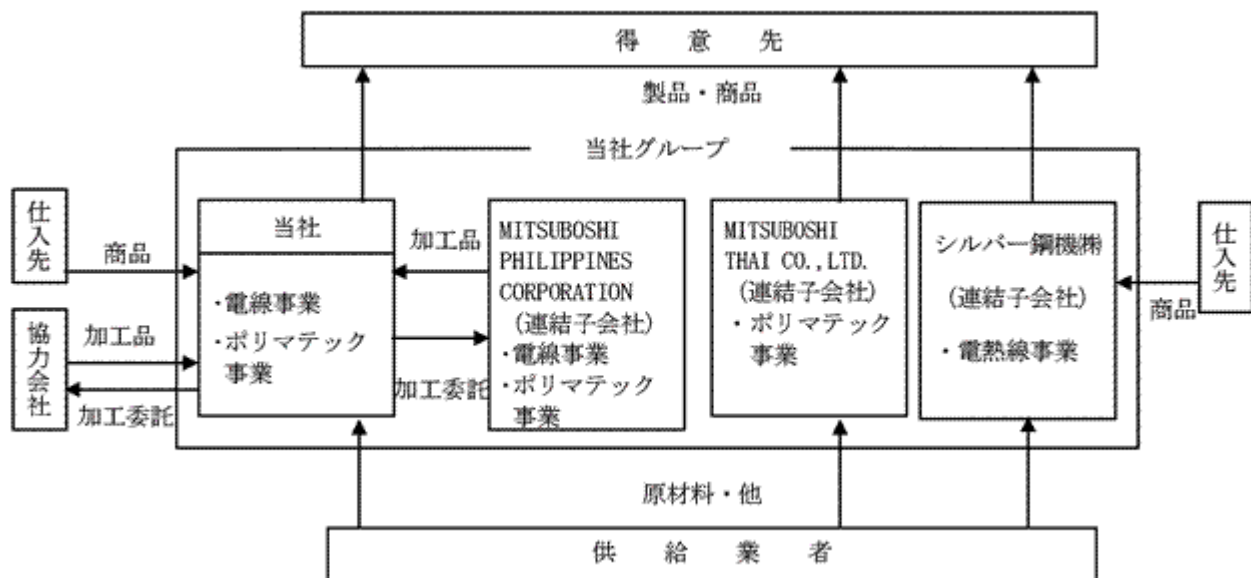 得意先
製品・商品
当社グループ
仕入先
商品
協力会社
加工品
加工委託
当社
・電線事業
・ポリマテック
事業
加工品
加工委託
MITSUBOSHI
PHILIPPINES
CORPORATION
(連結子会社)
・電線事業
・ポリマテック
事業
MITSUBOSHI
THAI CO.,LTD.
(連結子会社)
・ポリマテック
事業
シルバー鋼機㈱
(連結子会社)
・電熱線事業
仕入先
商品
原材料・他
供給業者